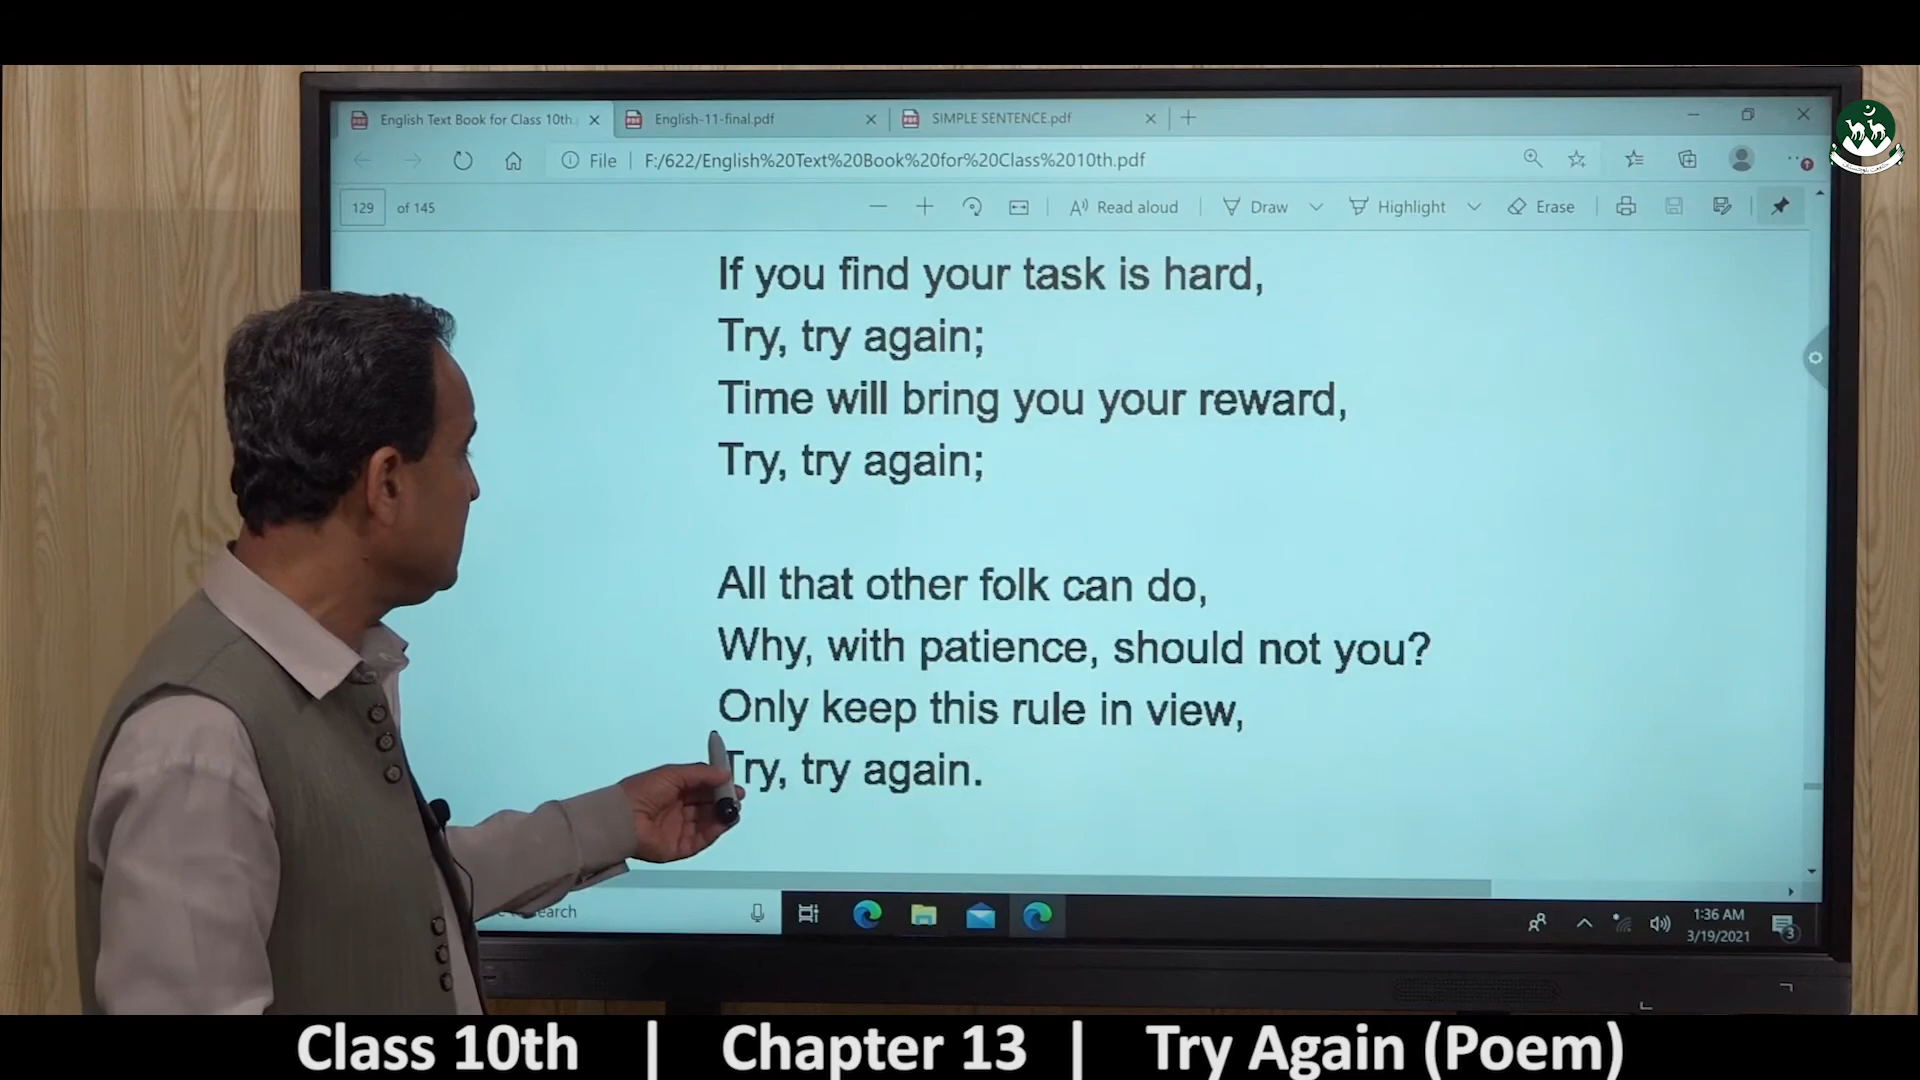 English Text Book for Class 10th.
English-11-final.pdf
SIMPLE SENTENCE.pdf
File
F:/622/English%20Text%20Book%20for%20Class%2010th.pdf
129 of 145
Read aloud
Draw
Highlight
Erase
If you find your task is hard,
Try, try again;
Time will bring you your reward,
Try, try again;
All that other folk can do,
Why, with patience, should not you?
Only keep this rule in view,
Try, try again.
1:36 AM
3/19/2021
3
Class 10th | Chapter 13 | Try Again (Poem)